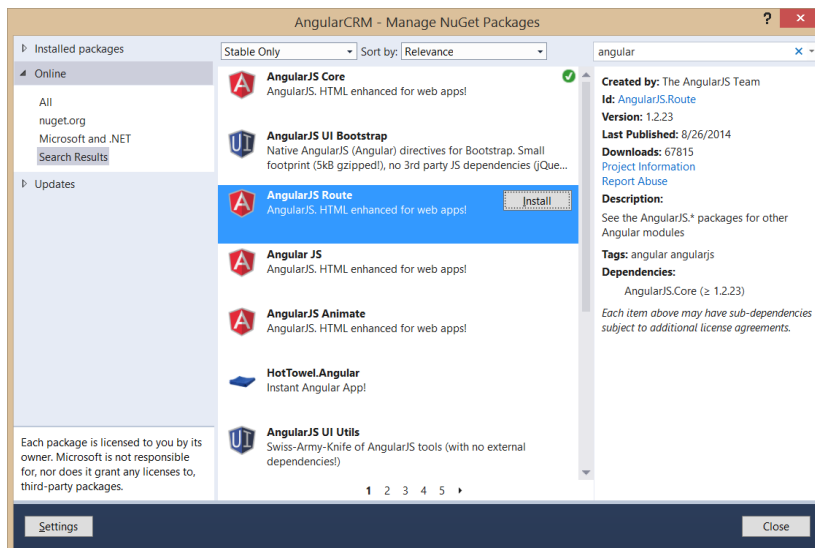 AngularCRM - Manage NuGet Packages
?
Installed packages
Online
All
nuget.org
Microsoft and .NET
Search Results
Updates
Each package is licensed to you by its
owner. Microsoft is not responsible
for, nor does it grant any licenses to,
third-party packages.
Stable Only
Sort by: Relevance
AngularJS Core
AngularJS. HTML enhanced for web apps!
UI
AngularJS UI Bootstrap
Native AngularJS (Angular) directives for Bootstrap. Small
footprint (5kB gzipped!), no 3rd party JS dependencies (jQue...
AngularJS Route
AngularJS. HTML enhanced for web apps!
Install
Angular JS
AngularJS. HTML enhanced for web apps!
AngularJS Animate
AngularJS. HTML enhanced for web apps!
HotTowel.Angular
Instant Angular App!
UI
AngularJS UI Utils
Swiss-Army-Knife of AngularJS tools (with no external
dependencies!)
1 2 3 4 5
angular
Created by: The AngularJS Team
Id: AngularJS.Route
Version: 1.2.23
Last Published: 8/26/2014
Downloads: 67815
Project Information
Report Abuse
Description:
See the AngularJS.* packages for other
Angular modules
Tags: angular angularjs
Dependencies:
AngularJS.Core (≥ 1.2.23)
Each item above may have sub-dependencies
subject to additional license agreements.
Settings
Close